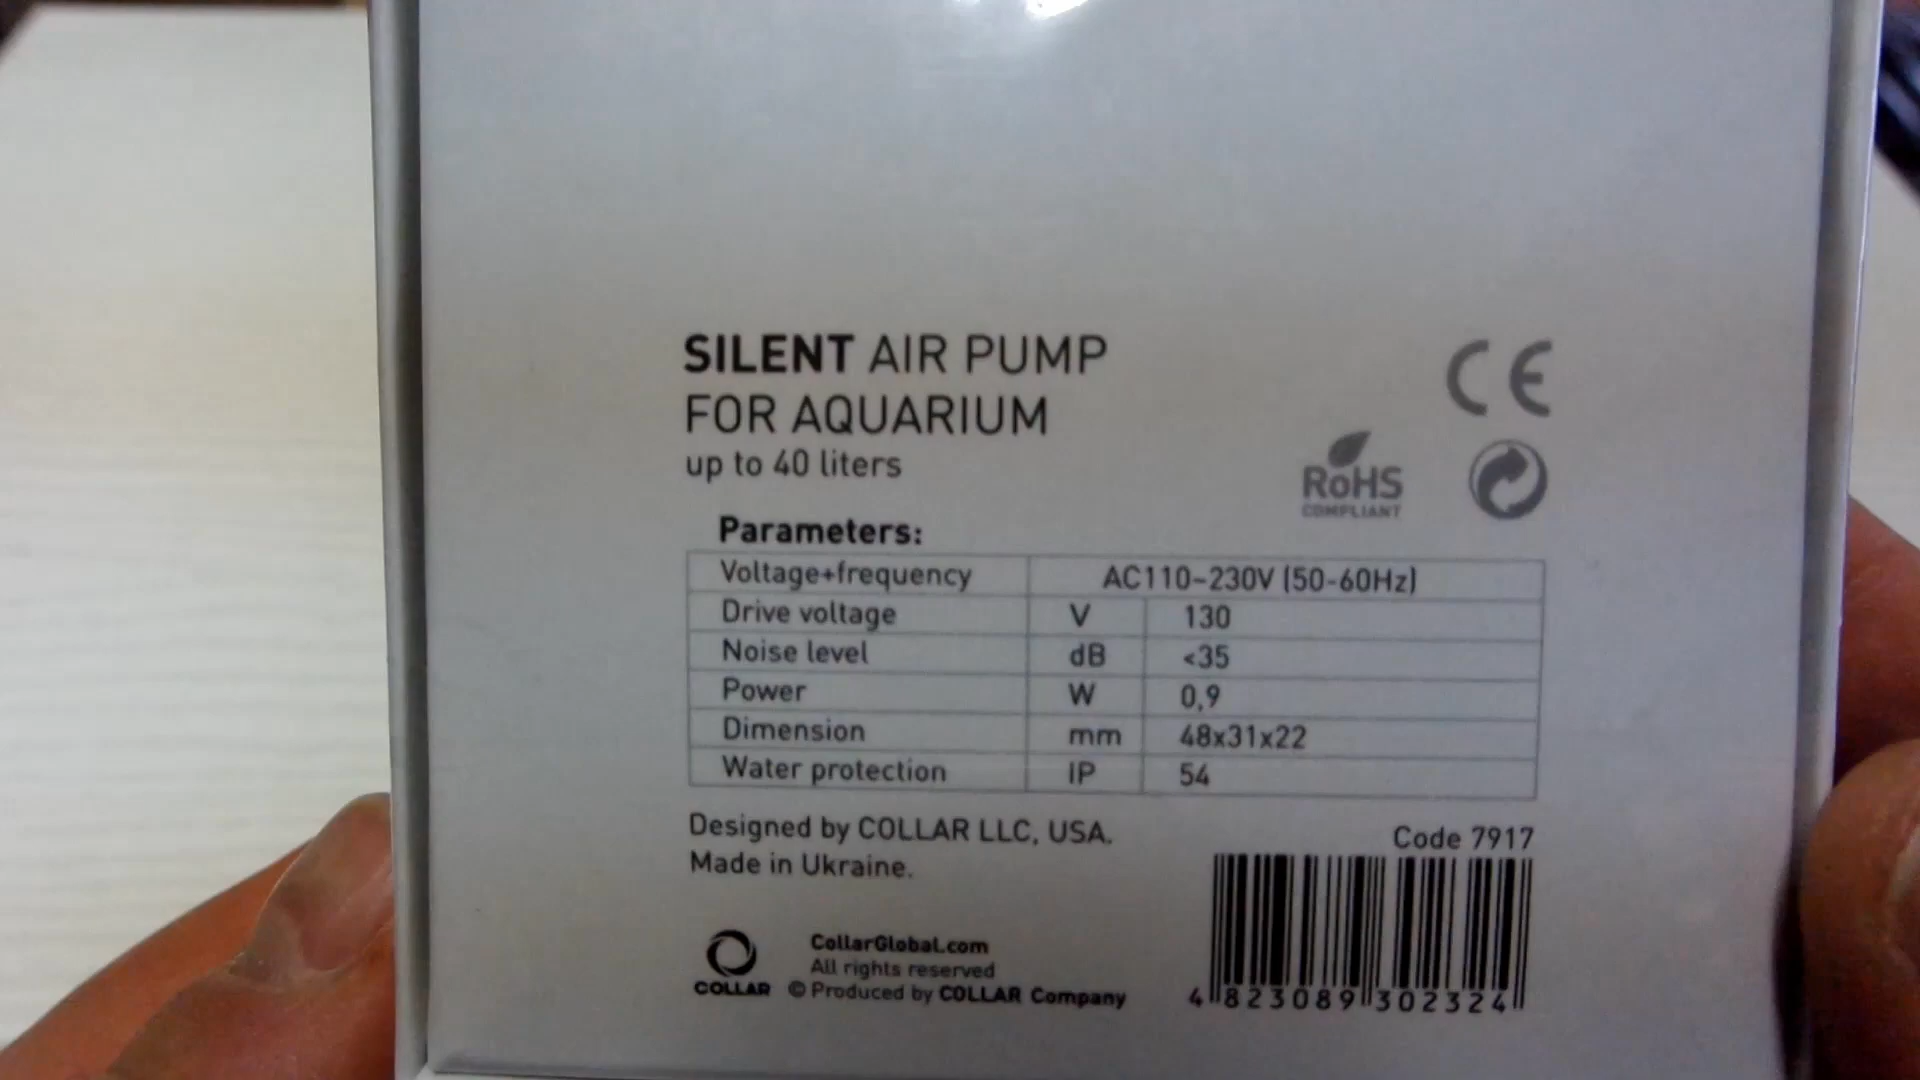 SILENT AIR PUMP
FOR AQUARIUM
up to 40 liters
CE
RoHS
COMPLIANT
Parameters:
Voltage+frequency AC110~230V (50-60Hz)
Drive voltage V 130
Noise level dB <35
Power W 0,9
Dimension mm 48x31x22
Water protection IP 54
Designed by COLLAR LLC, USA.
Made in Ukraine.
Code 7917
COLLAR
CollarGlobal.com
All rights reserved
© Produced by COLLAR Company
4 823089 302324